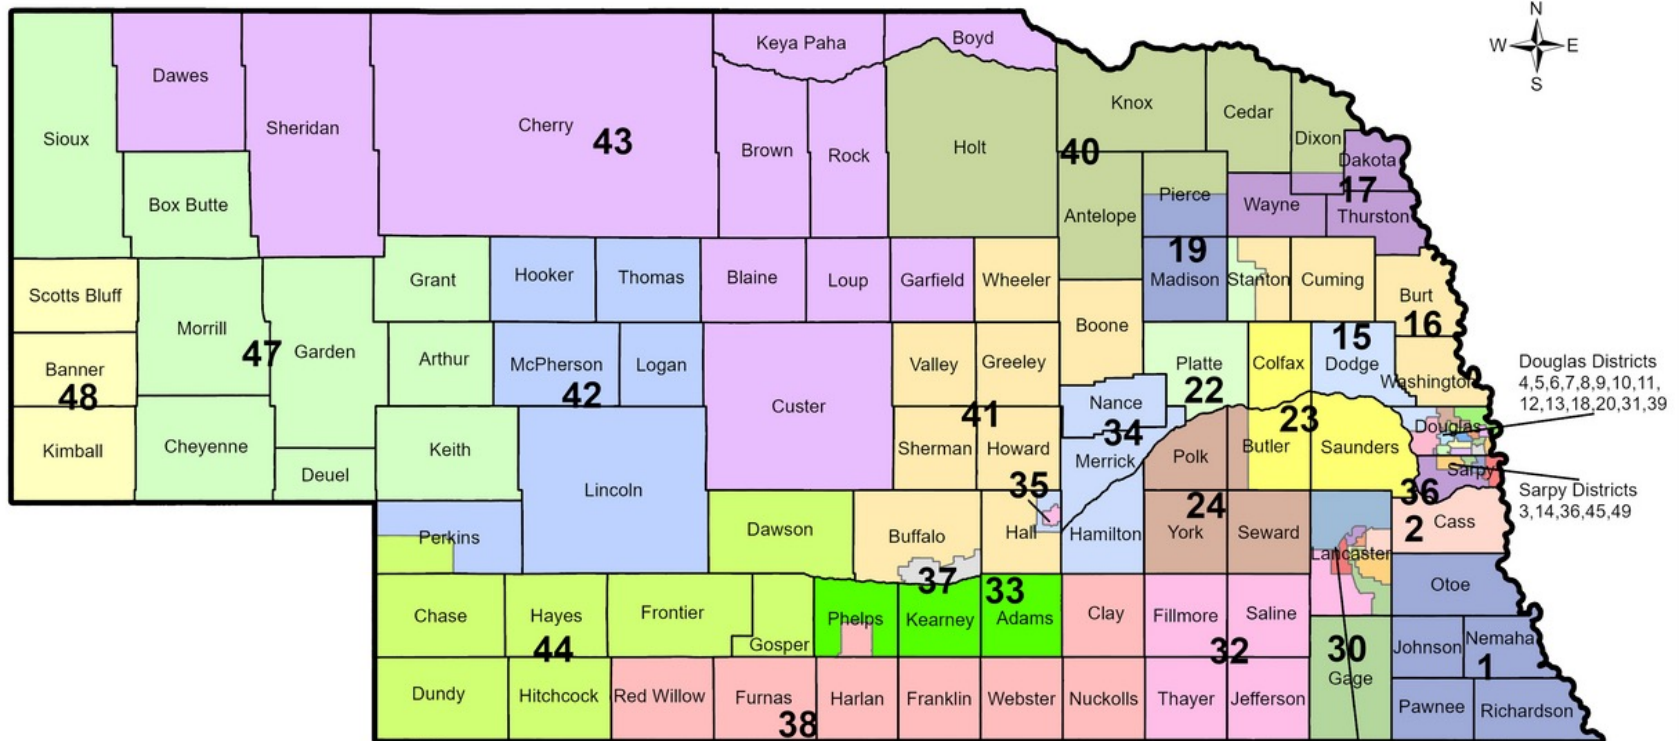 N
W E
S
Keya Paha
Boyd
Dawes
Sheridan
Cherry
43
Sioux
Brown
Rock
Holt
Knox
Cedar
Dixon
40
Dakota
17
Box Butte
Antelope
Pierce
Wayne
Thurston
19
Scotts Bluff
Grant
Hooker
Thomas
Blaine
Loup
Garfield
Wheeler
Madison
Stanton
Cuming
Burt
16
Morrill
Garden
47
Arthur
McPherson
Logan
42
Valley
Greeley
Boone
Platte
22
Colfax
15
Dodge
Washington
Banner
48
Custer
41
Nance
34
23
Douglas Districts
4,5,6,7,8,9,10,11,
12,13,18,20,31,39
Kimball
Cheyenne
Deuel
Keith
Lincoln
Sherman
Howard
Merrick
Polk
Butler
Saunders
Douglas
Sarpy
36
Sarpy Districts
3,14,36,45,49
35
24
2
Cass
Perkins
Dawson
Buffalo
Hall
Hamilton
York
Seward
Lancaster
37
33
Otoe
Chase
Hayes
44
Frontier
Gosper
Phelps
Kearney
Adams
Clay
Fillmore
Saline
32
30
Gage
Johnson
Nemaha
1
Dundy
Hitchcock
Red Willow
Furnas
38
Harlan
Franklin
Webster
Nuckolls
Thayer
Jefferson
Pawnee
Richardson